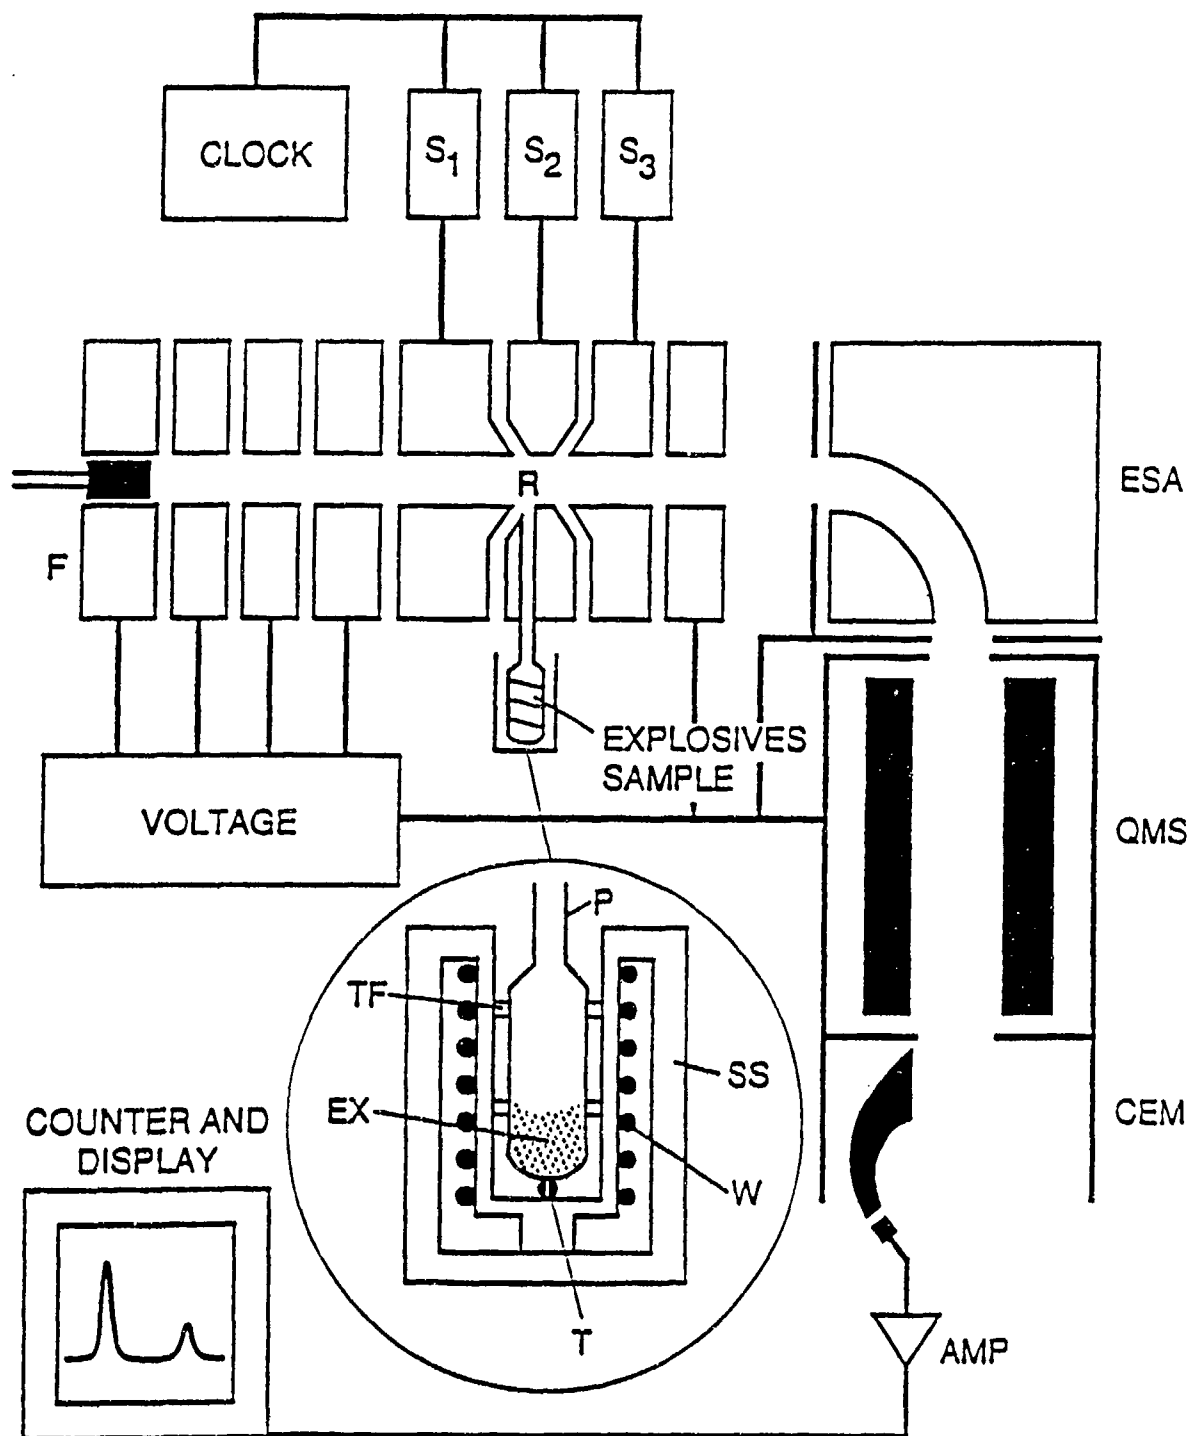 CLOCK
S1
S2
S3
R
ESA
F
EXPLOSIVES
SAMPLE
VOLTAGE
QMS
P
TF
SS
EX
CEM
COUNTER AND
DISPLAY
W
T
AMP